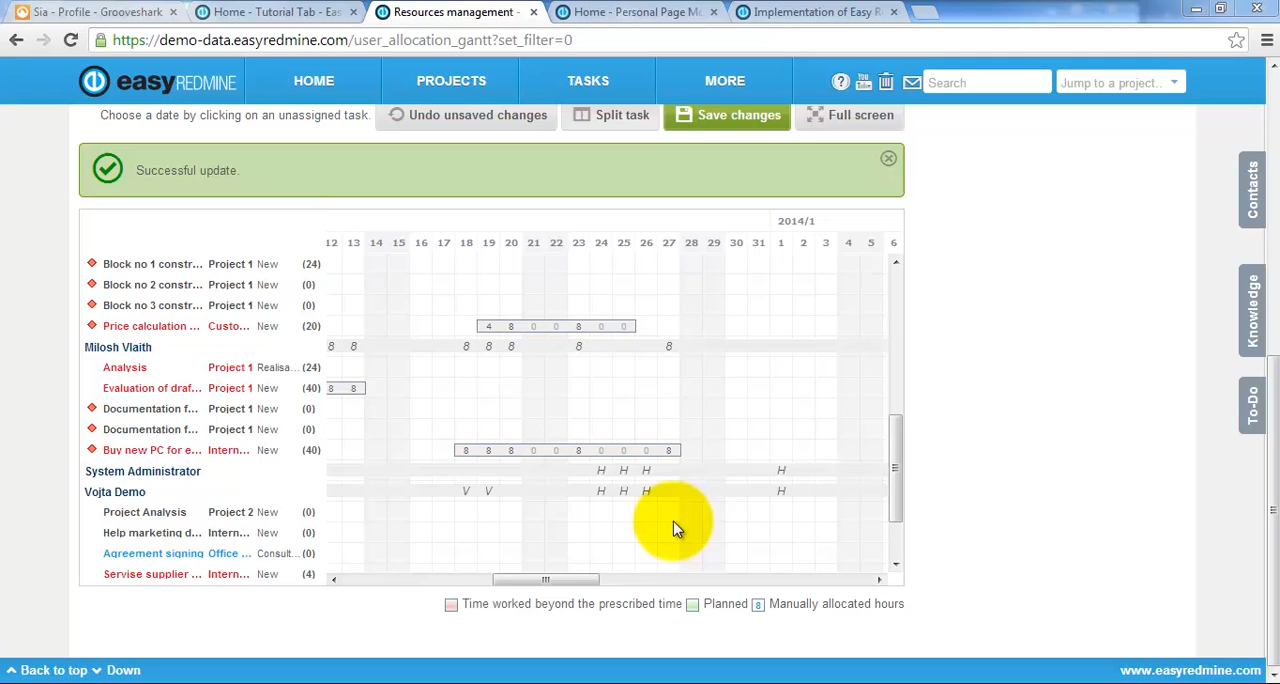 Sia - Profile - Grooveshark
Home - Tutorial Tab - Eas
Resources management -
Home - Personal Page Mo
Implementation of Easy R
https://demo-data.easyredmine.com/user_allocation_gantt?set_filter=0
easyREDMINE HOME PROJECTS TASKS MORE ? You Tube Search Jump to a project...
Choose a date by clicking on an unassigned task. Undo unsaved changes Split task Save changes Full screen
Successful update.
2014/1
12 13 14 15 16 17 18 19 20 21 22 23 24 25 26 27 28 29 30 31 1 2 3 4 5 6
Block no 1 constr... Project 1 New (24)
Block no 2 constr... Project 1 New (0)
Block no 3 constr... Project 1 New (0)
Price calculation ... Custo... New (20) 4 8 0 0 8 0 0
Milosh Vlaith 8 8 8 8 8 8 8
Analysis Project 1 Realisa... (24)
Evaluation of draf... Project 1 New (40) 8 8
Documentation f... Project 1 New (0)
Documentation f... Project 1 New (0)
Buy new PC for e... Intern... New (40) 8 8 8 0 0 8 0 0 0 8
System Administrator H H H H
Vojta Demo V V H H H H
Project Analysis Project 2 New (0)
Help marketing d... Intern... New (0)
Agreement signing Office ... Consult... (0)
Servise supplier ... Intern... New (4)
Time worked beyond the prescribed time Planned 8 Manually allocated hours
Contacts
Knowledge
To-Do
Back to top Down www.easyredmine.com